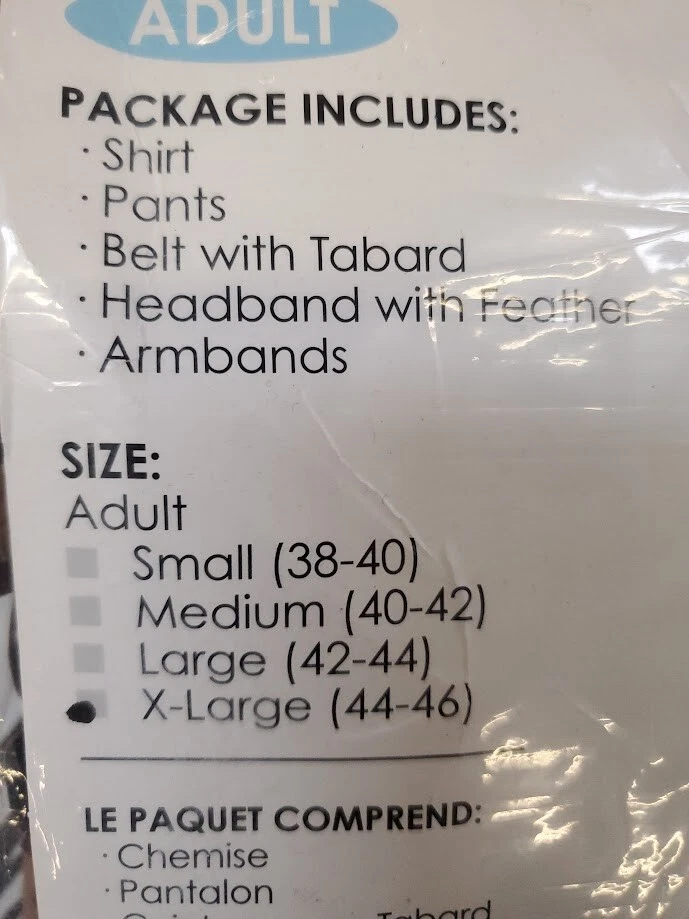 ADULT
PACKAGE INCLUDES:
· Shirt
· Pants
· Belt with Tabard
· Headband with Feather
· Armbands
SIZE:
Adult
Small (38-40)
Medium (40-42)
Large (42-44)
X-Large (44-46)
LE PAQUET COMPREND:
· Chemise
· Pantalon
Tabard